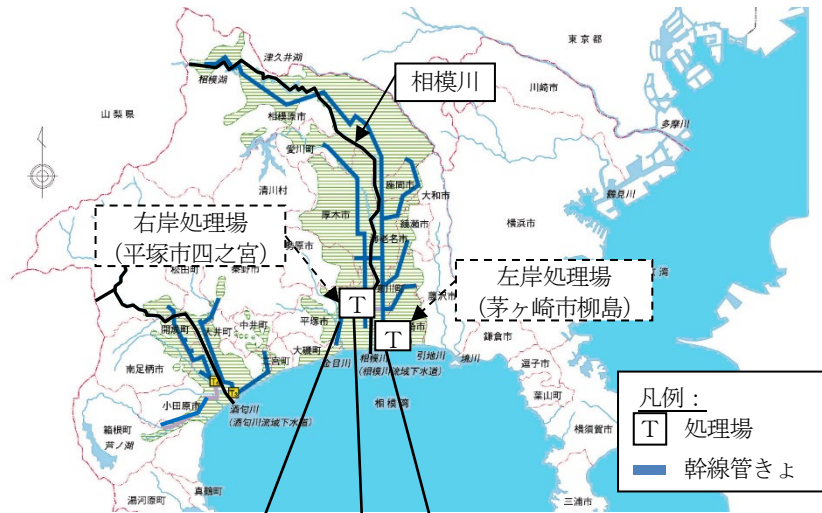 東京都
津久井湖
相模湖
相模川
川崎市
多摩川
山梨県
相模原市
愛川町
座間市
大和市
鶴見川
清川村
厚木市
綾瀬市
横浜市
右岸処理場
(平塚市四之宮)
海老名市
左岸処理場
(茅ヶ崎市柳島)
松田町
秦野市
寒川町
藤沢市
T
T
開成町
大井町
中井町
平塚市
大磯町
二宮町
金目川
相模川
(相模川流域下水道)
引地川
境川
鎌倉市
逗子市
葉山町
南足柄市
小田原市
酒匂川
(酒匂川流域下水道)
相模湾
箱根町
芦ノ湖
横須賀市
真鶴町
湯河原町
三浦市
凡例:
T 処理場
幹線管きょ